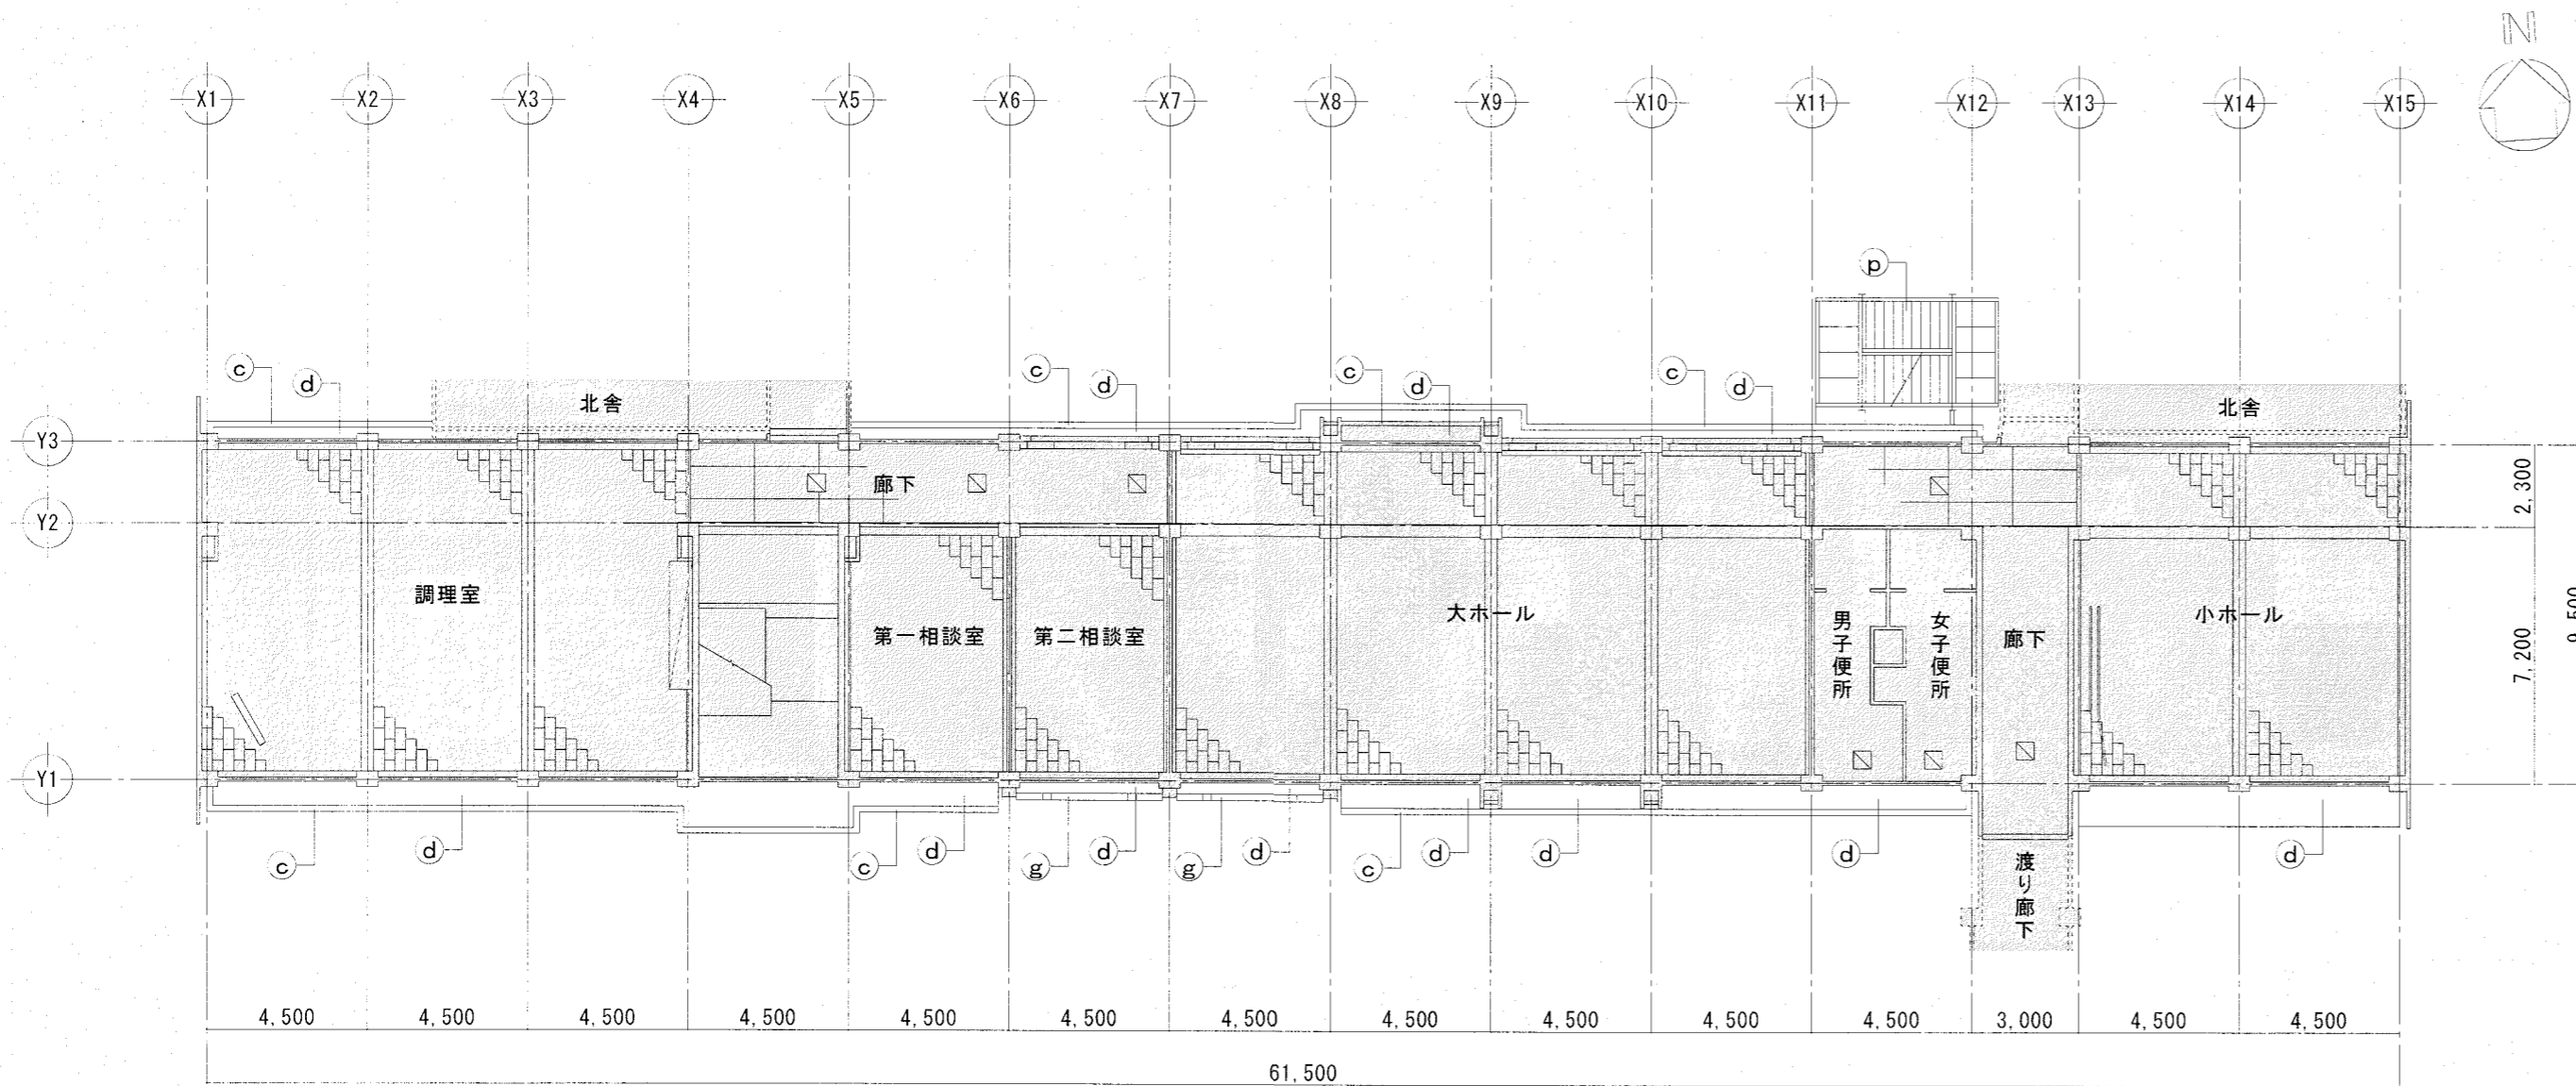 N
X1 X2 X3 X4 X5 X6 X7 X8 X9 X10 X11 X12 X13 X14 X15
p
c d c d c d c d
北舎 北舎
Y3
廊下
2,300
Y2
調理室
第一相談室
第二相談室
大ホール
男子便所
女子便所
廊下
小ホール
7,200
9,500
Y1
c d c d g d g d c d d d d
渡り廊下
4,500 4,500 4,500 4,500 4,500 4,500 4,500 4,500 4,500 4,500 4,500 3,000 4,500 4,500
61,500